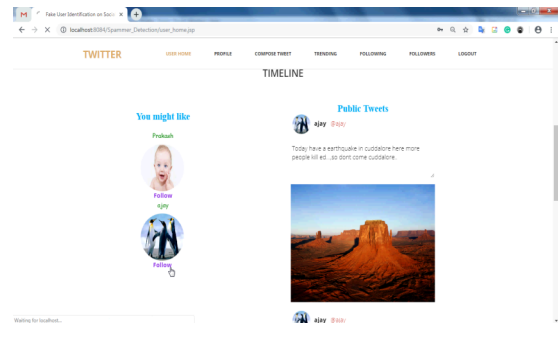 Fake User Identification on Soci
localhost:8084/Spammer_Detection/user_home.jsp
TWITTER
USER HOME PROFILE COMPOSE TWEET TRENDING FOLLOWING FOLLOWERS LOGOUT
TIMELINE
You might like
Prakash
Follow
ajay
Follow
Public Tweets
ajay @ajay
Today have a earthquake in cuddalore here more
people kill ed....so dont come cuddalore.
ajay @ajay
Waiting for localhost...